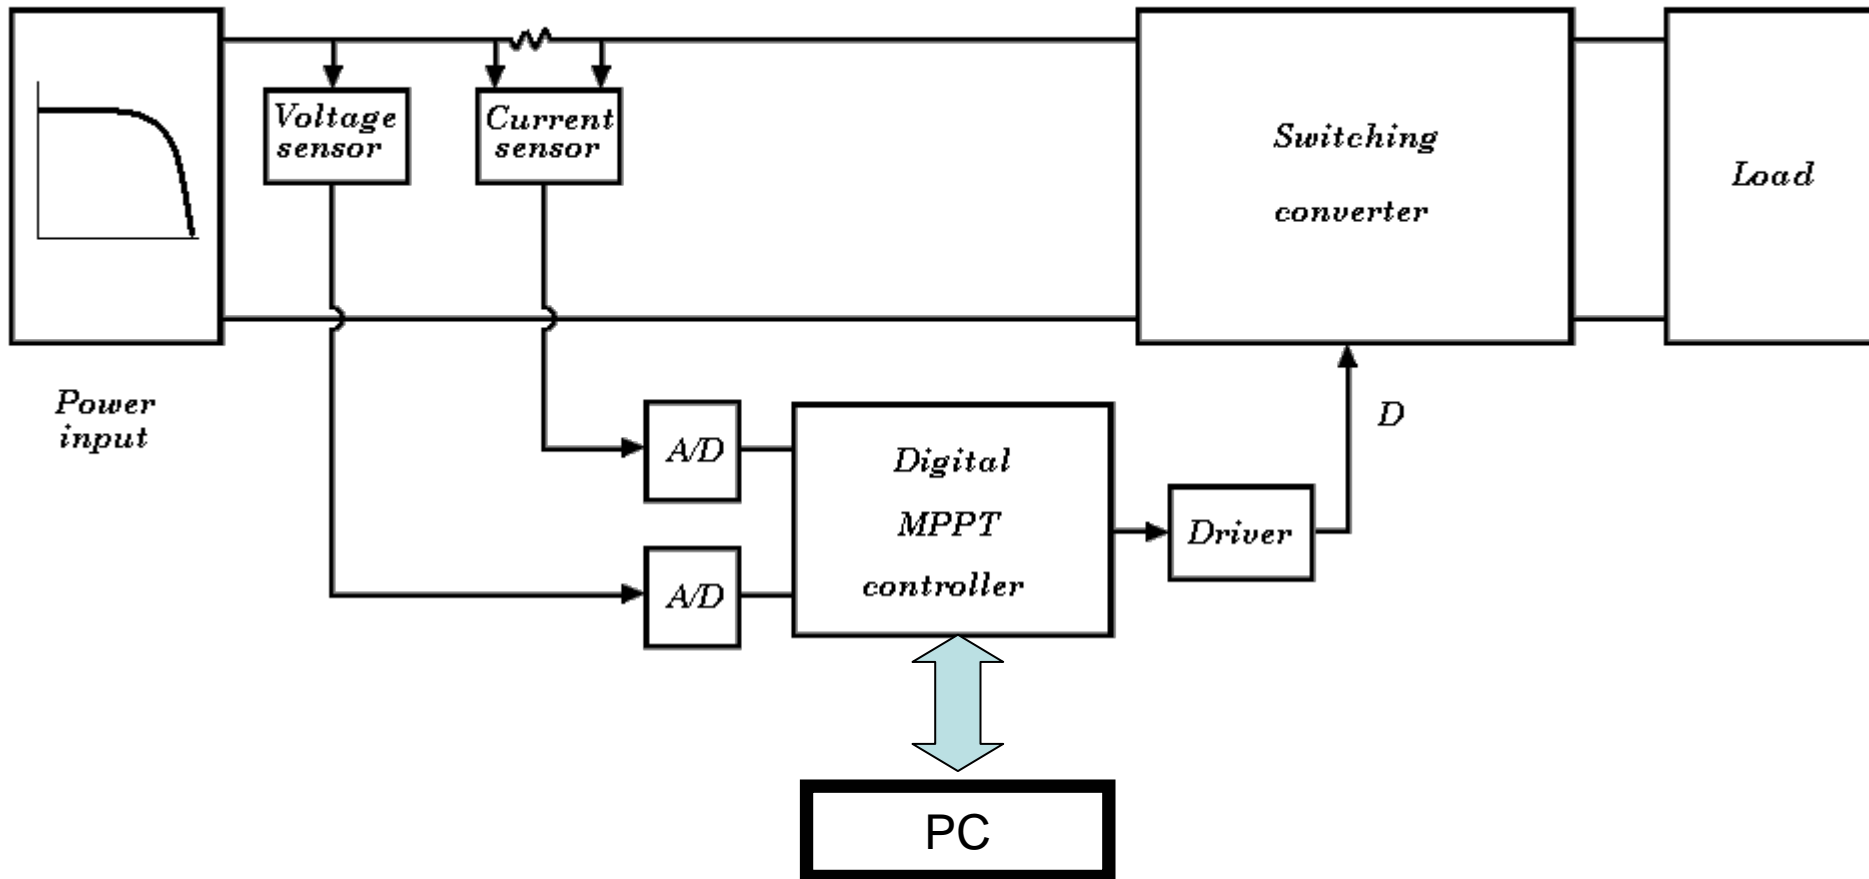 Voltage
sensor
Current
sensor
Switching
converter
Load
Power
input
A/D
Digital
MPPT
controller
A/D
Driver
D
PC